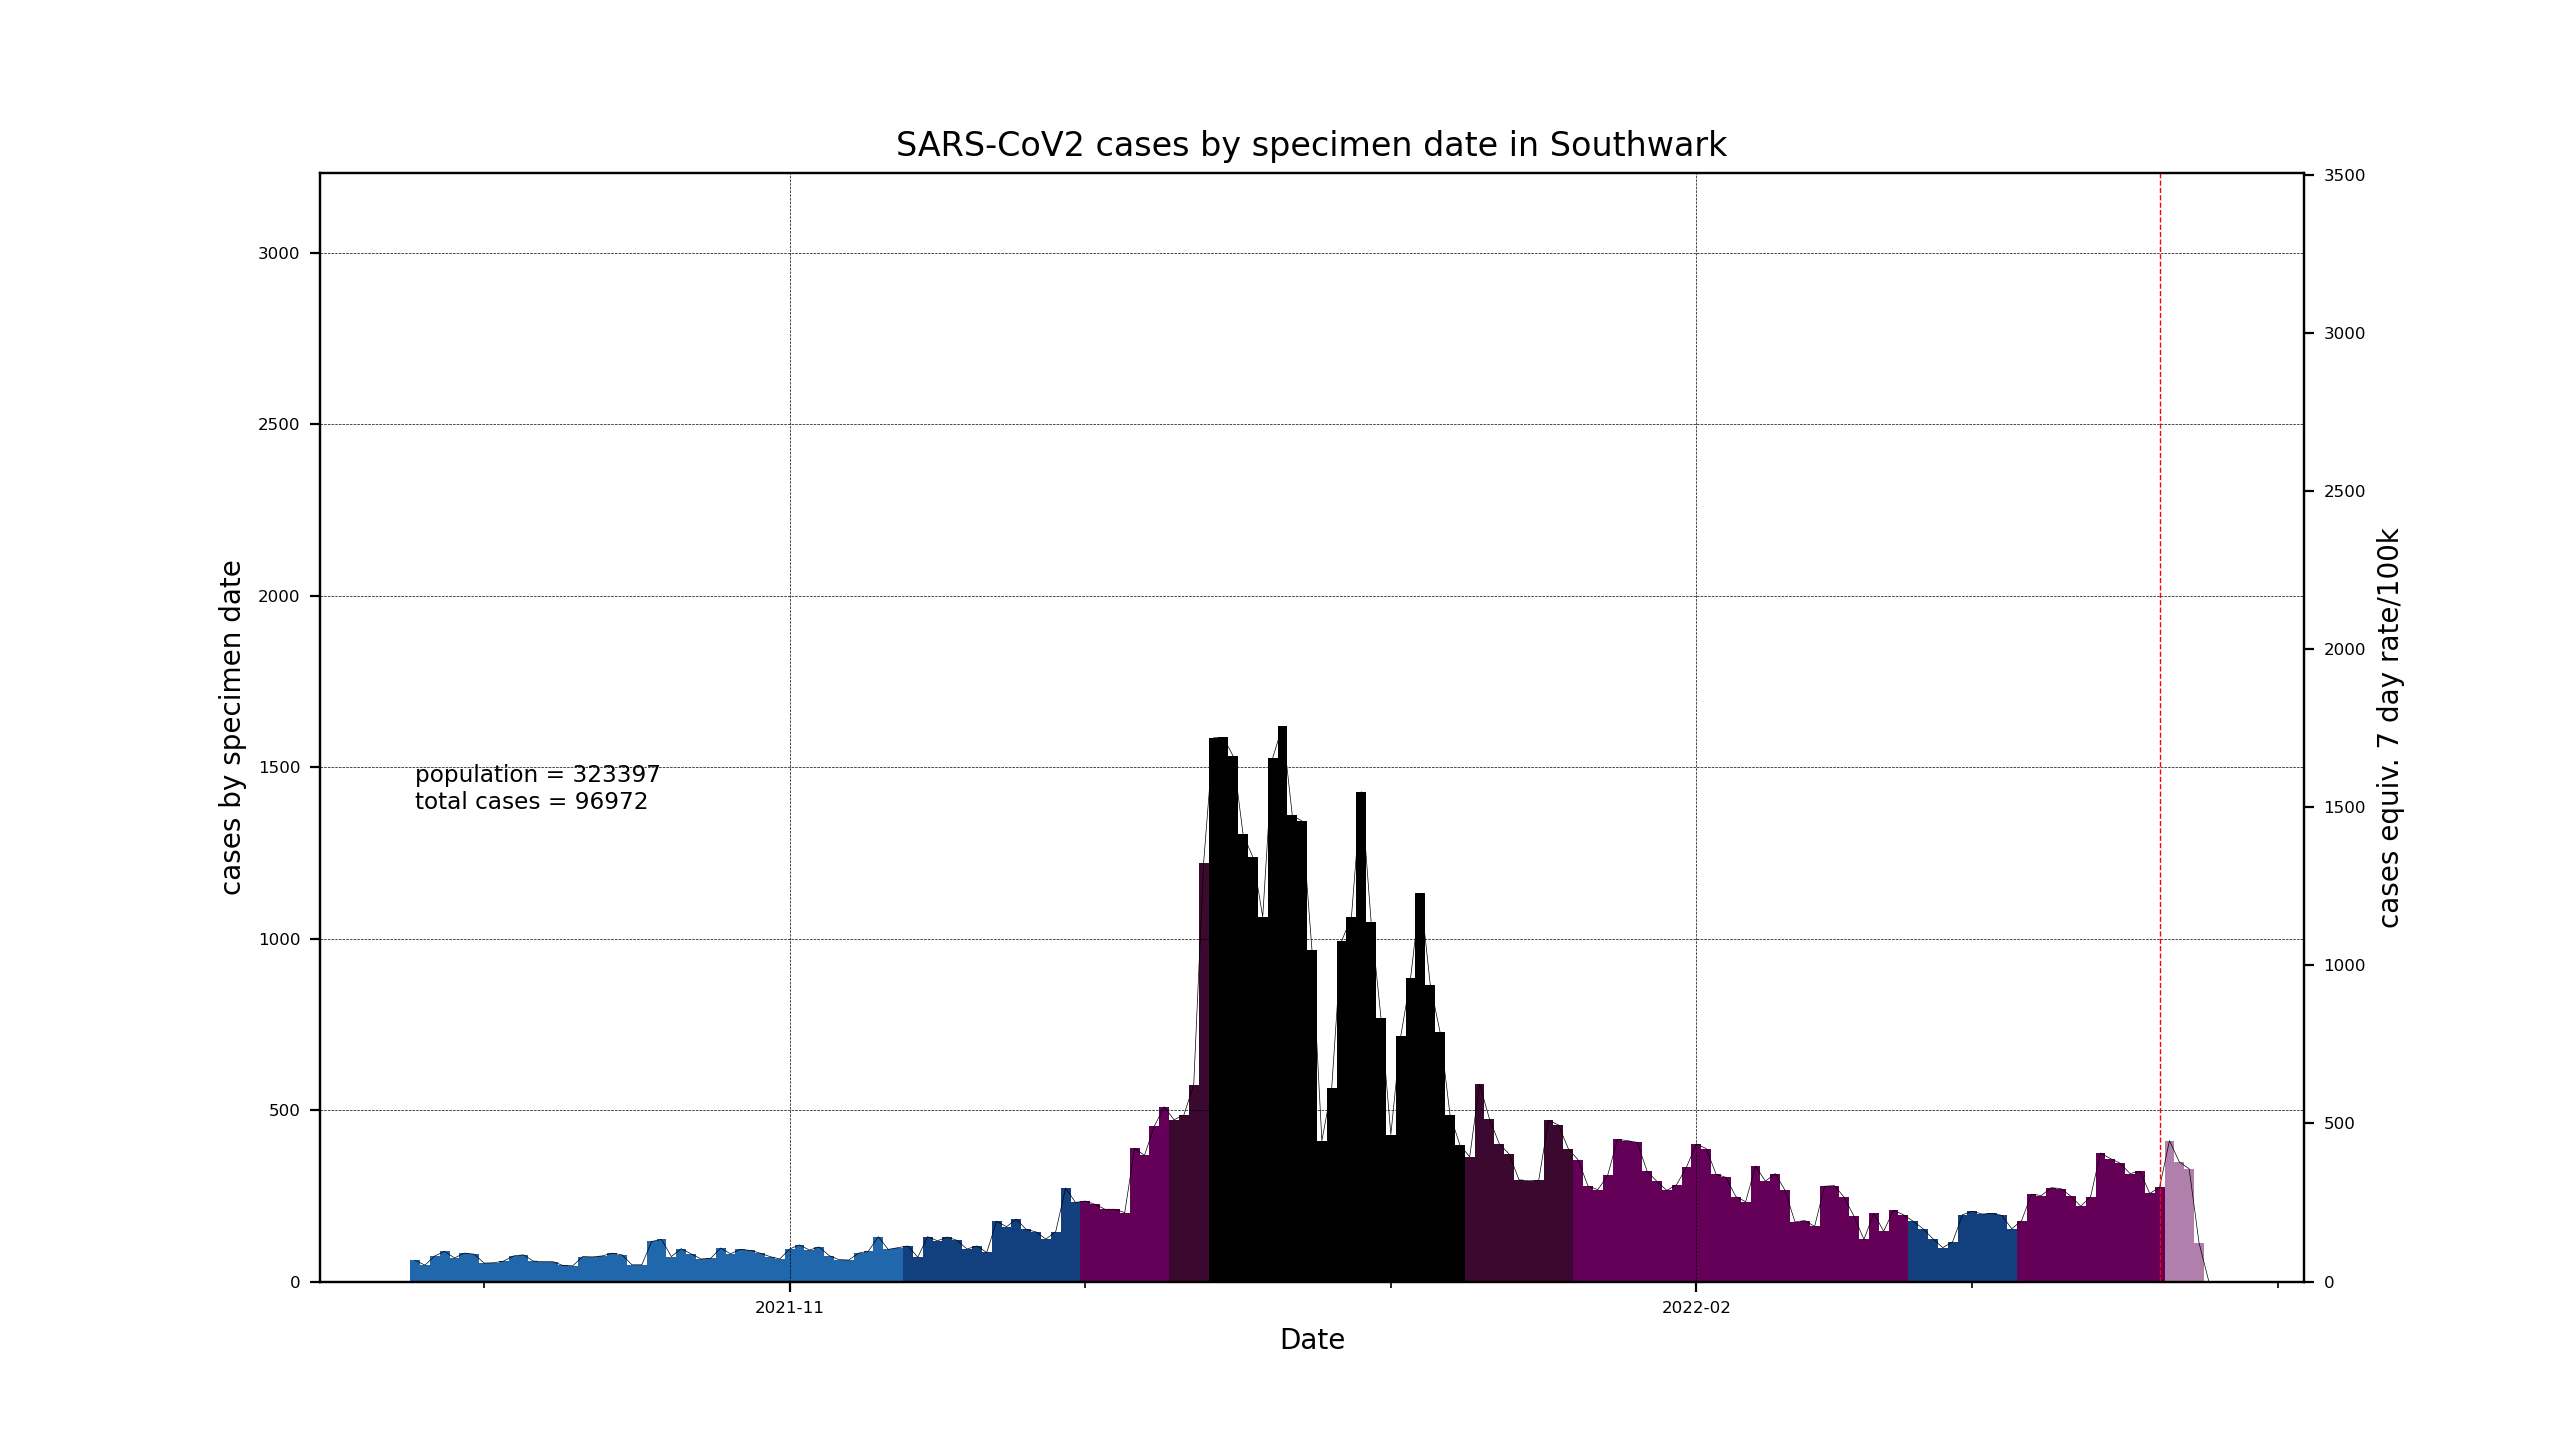 SARS-CoV2 cases by specimen date in Southwark
cases by specimen date
3000
2500
2000
1500
1000
500
0
population = 323397
total cases = 96972
3500
3000
2500
2000
1500
1000
500
0
cases equiv. 7 day rate/100k
2021-11
2022-02
Date